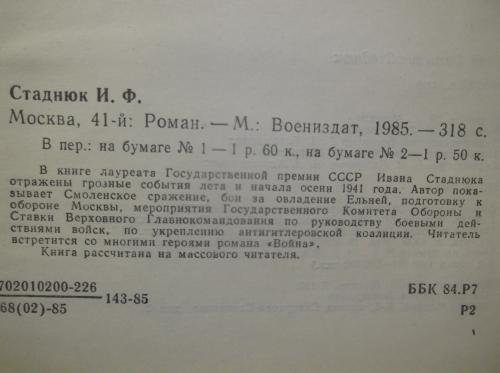 Стаднюк И. Ф.
Москва, 41-й: Роман.— М.: Воениздат, 1985.— 318 с.
В пер.: на бумаге № 1 — 1 р. 60 к., на бумаге № 2—1 р. 50 к.
В книге лауреата Государственной премии СССР Ивана Стаднюка
отражены грозные события лета и начала осени 1941 года. Автор пока-
зывает Смоленское сражение, бои за овладение Ельней, подготовку к
обороне Москвы, мероприятия Государственного Комитета Обороны и
Ставки Верховного Главнокомандования по руководству боевыми дей-
ствиями войск, по укреплению антигитлеровской коалиции. Читатель
встретится со многими героями романа «Война».
Книга рассчитана на массового читателя.
702010200-226
68(02)-85
143-85
ББК 84.Р7
Р2